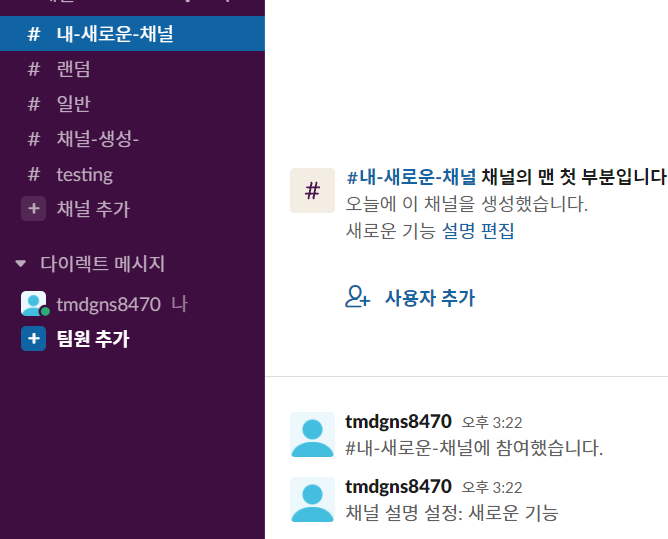 # 내-새로운-채널
# 랜덤
# 일반
# 채널-생성-
# testing
+ 채널 추가
다이렉트 메시지
tmdgns8470 나
+ 팀원 추가
# #내-새로운-채널 채널의 맨 첫 부분입니다
오늘에 이 채널을 생성했습니다.
새로운 기능 설명 편집
사용자 추가
tmdgns8470 오후 3:22
#내-새로운-채널에 참여했습니다.
tmdgns8470 오후 3:22
채널 설명 설정: 새로운 기능